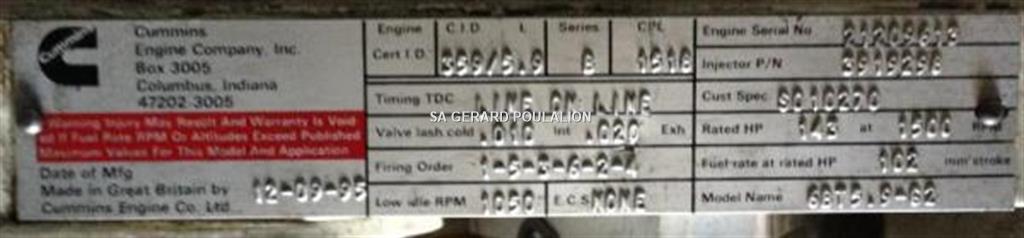 Cummins
Cummins
Engine Company, Inc.
Box 3005
Columbus, Indiana
47202-3005
Warning Injury May Result And Warranty Is Void
If Fuel Rate RPM Or Altitudes Exceed Published
Maximum Values For This Model And Application
Date of Mfg
Made in Great Britain by
Cummins Engine Co. Ltd.
12-09-95
Engine C.I.D. L Series CPL
Cert I.D. 359/5.9 B 1518
Timing TDC LINE ON LINE
Valve lash cold .010 Int .020 Exh
Firing Order 1-5-3-6-2-4
Low idle RPM 1050 E.C.S NONE
Engine Serial No
Injector P/N 3919298
Cust Spec SO10270
Rated HP 143 at 1500 RPM
Fuel rate at rated HP 102 mm³ stroke
Model Name 6BT5.9-G2
SA GERARD POULALION